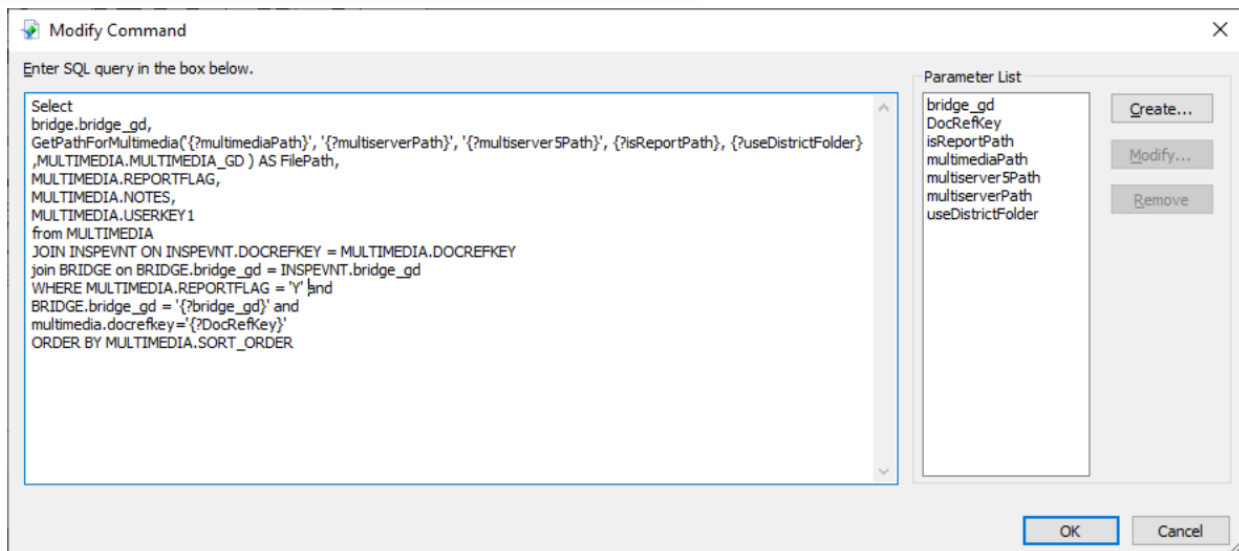 Modify Command
Enter SQL query in the box below.
Select
bridge.bridge_gd,
GetPathForMultimedia('{?multimediaPath}', '{?multiserverPath}', '{?multiserver5Path}', {?isReportPath}, {?useDistrictFolder}
,MULTIMEDIA.MULTIMEDIA_GD ) AS FilePath,
MULTIMEDIA.REPORTFLAG,
MULTIMEDIA.NOTES,
MULTIMEDIA.USERKEY1
from MULTIMEDIA
JOIN INSPEVNT ON INSPEVNT.DOCREFKEY = MULTIMEDIA.DOCREFKEY
join BRIDGE on BRIDGE.bridge_gd = INSPEVNT.bridge_gd
WHERE MULTIMEDIA.REPORTFLAG = 'Y' and
BRIDGE.bridge_gd = '{?bridge_gd}' and
multimedia.docrefkey='{?DocRefKey}'
ORDER BY MULTIMEDIA.SORT_ORDER
Parameter List
bridge_gd
DocRefKey
isReportPath
multimediaPath
multiserver5Path
multiserverPath
useDistrictFolder
Create...
Modify...
Remove
OK
Cancel